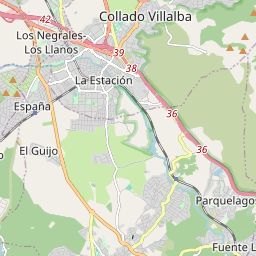 Collado Villalba
42
Los Negrales-
Los Llanos
39
38
La Estación
España
36
36
El Guijo
Parquelagos
Fuente L